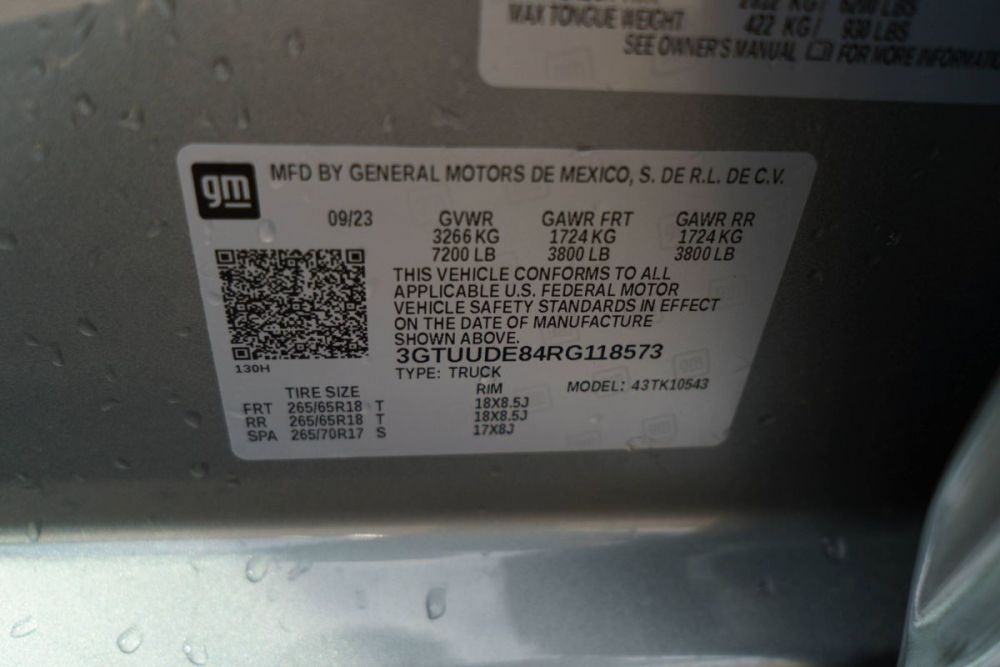 2812 KG / 6200 LBS
MAX TONGUE WEIGHT 422 KG / 930 LBS
SEE OWNER'S MANUAL FOR MORE
gm MFD BY GENERAL MOTORS DE MEXICO, S. DE R.L. DE C.V.
09/23 GVWR GAWR FRT GAWR RR
3266 KG 1724 KG 1724 KG
7200 LB 3800 LB 3800 LB
THIS VEHICLE CONFORMS TO ALL
APPLICABLE U.S. FEDERAL MOTOR
VEHICLE SAFETY STANDARDS IN EFFECT
ON THE DATE OF MANUFACTURE
SHOWN ABOVE.
3GTUUDE84RG118573
130H
TYPE: TRUCK
TIRE SIZE RIM MODEL: 43TK10543
FRT 265/65R18 T 18X8.5J
RR 265/65R18 T 18X8.5J
SPA 265/70R17 S 17X8J